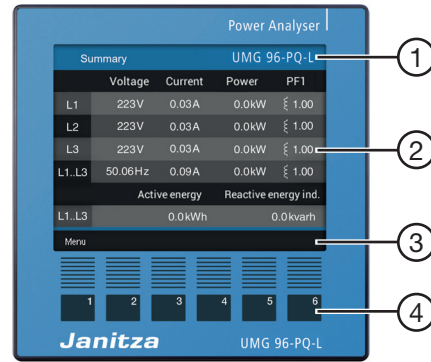 Power Analyser
Summary UMG 96-PQ-L
Voltage Current Power PF1
L1 223V 0.03A 0.0kW ξ 1.00
L2 223V 0.03A 0.0kW ξ 1.00
L3 223V 0.03A 0.0kW ξ 1.00
L1..L3 50.06Hz 0.09A 0.0kW ξ 1.00
Active energy Reactive energy ind.
L1..L3 0.0kWh 0.0kvarh
Menu
1 2 3 4 5 6
Janitza UMG 96-PQ-L
1
2
3
4